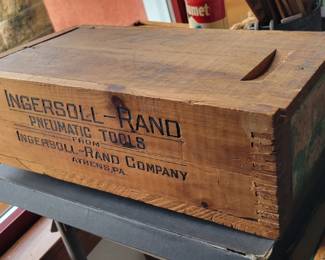 INGERSOLL-RAND
PNEUMATIC TOOLS
FROM
INGERSOLL-RAND COMPANY
ATHENS, PA.